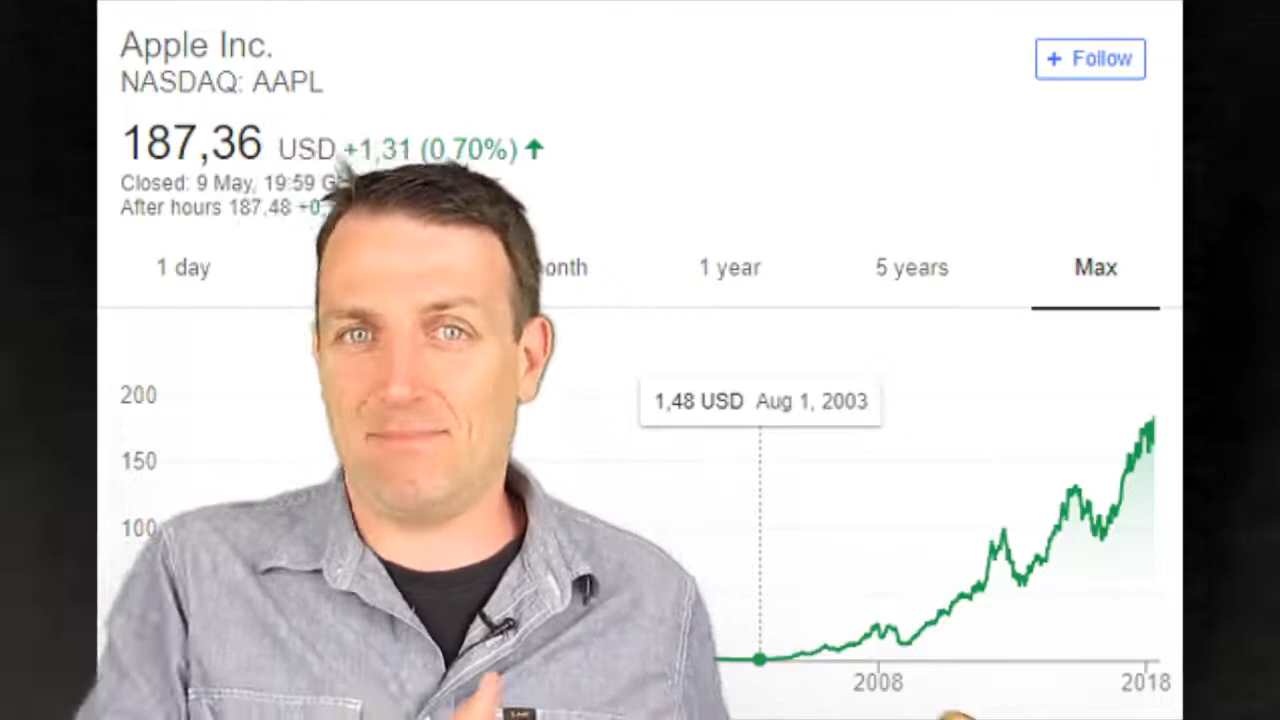 Apple Inc.
+ Follow
NASDAQ: AAPL
187,36 USD +1,31 (0,70%)
Closed: 9 May, 19:59
After hours 187,48
1 day
1 year
5 years
Max
200
1,48 USD Aug 1, 2003
150
100
2008
2018